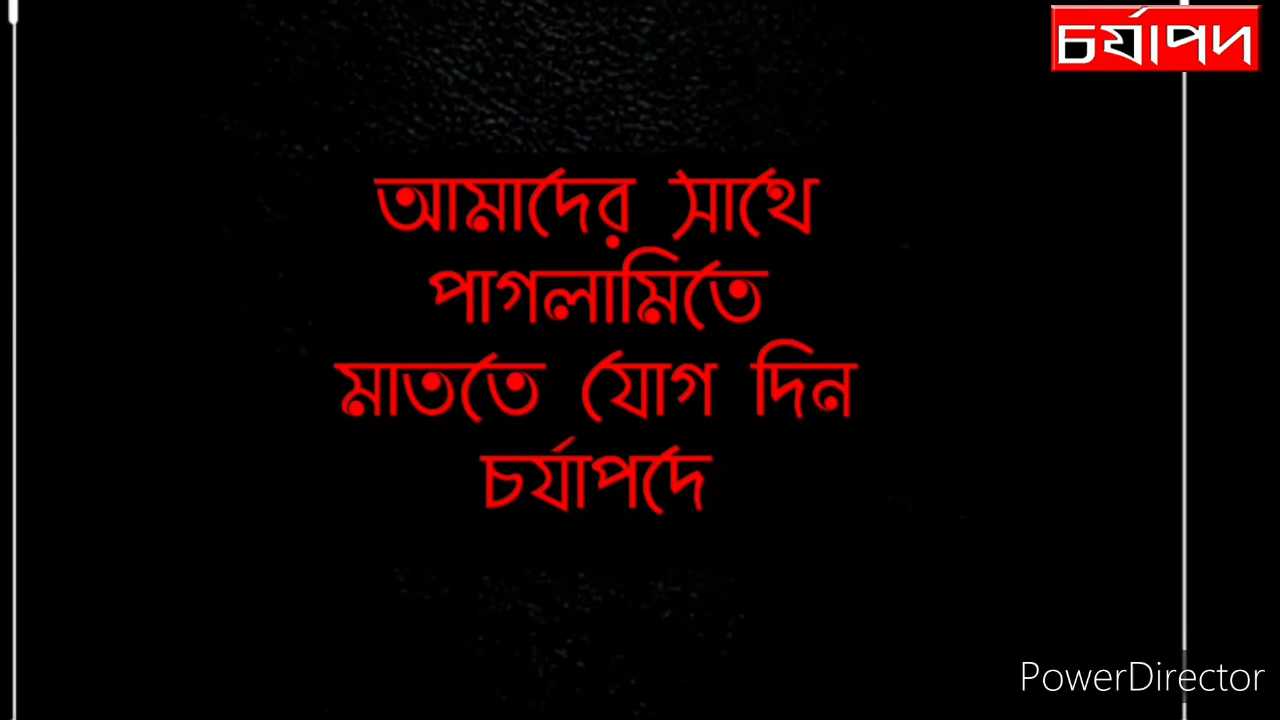 চর্যাপদ
আমাদের সাথে
পাগলামিতে
মাততে যোগ দিন
চর্যাপদে
PowerDirector